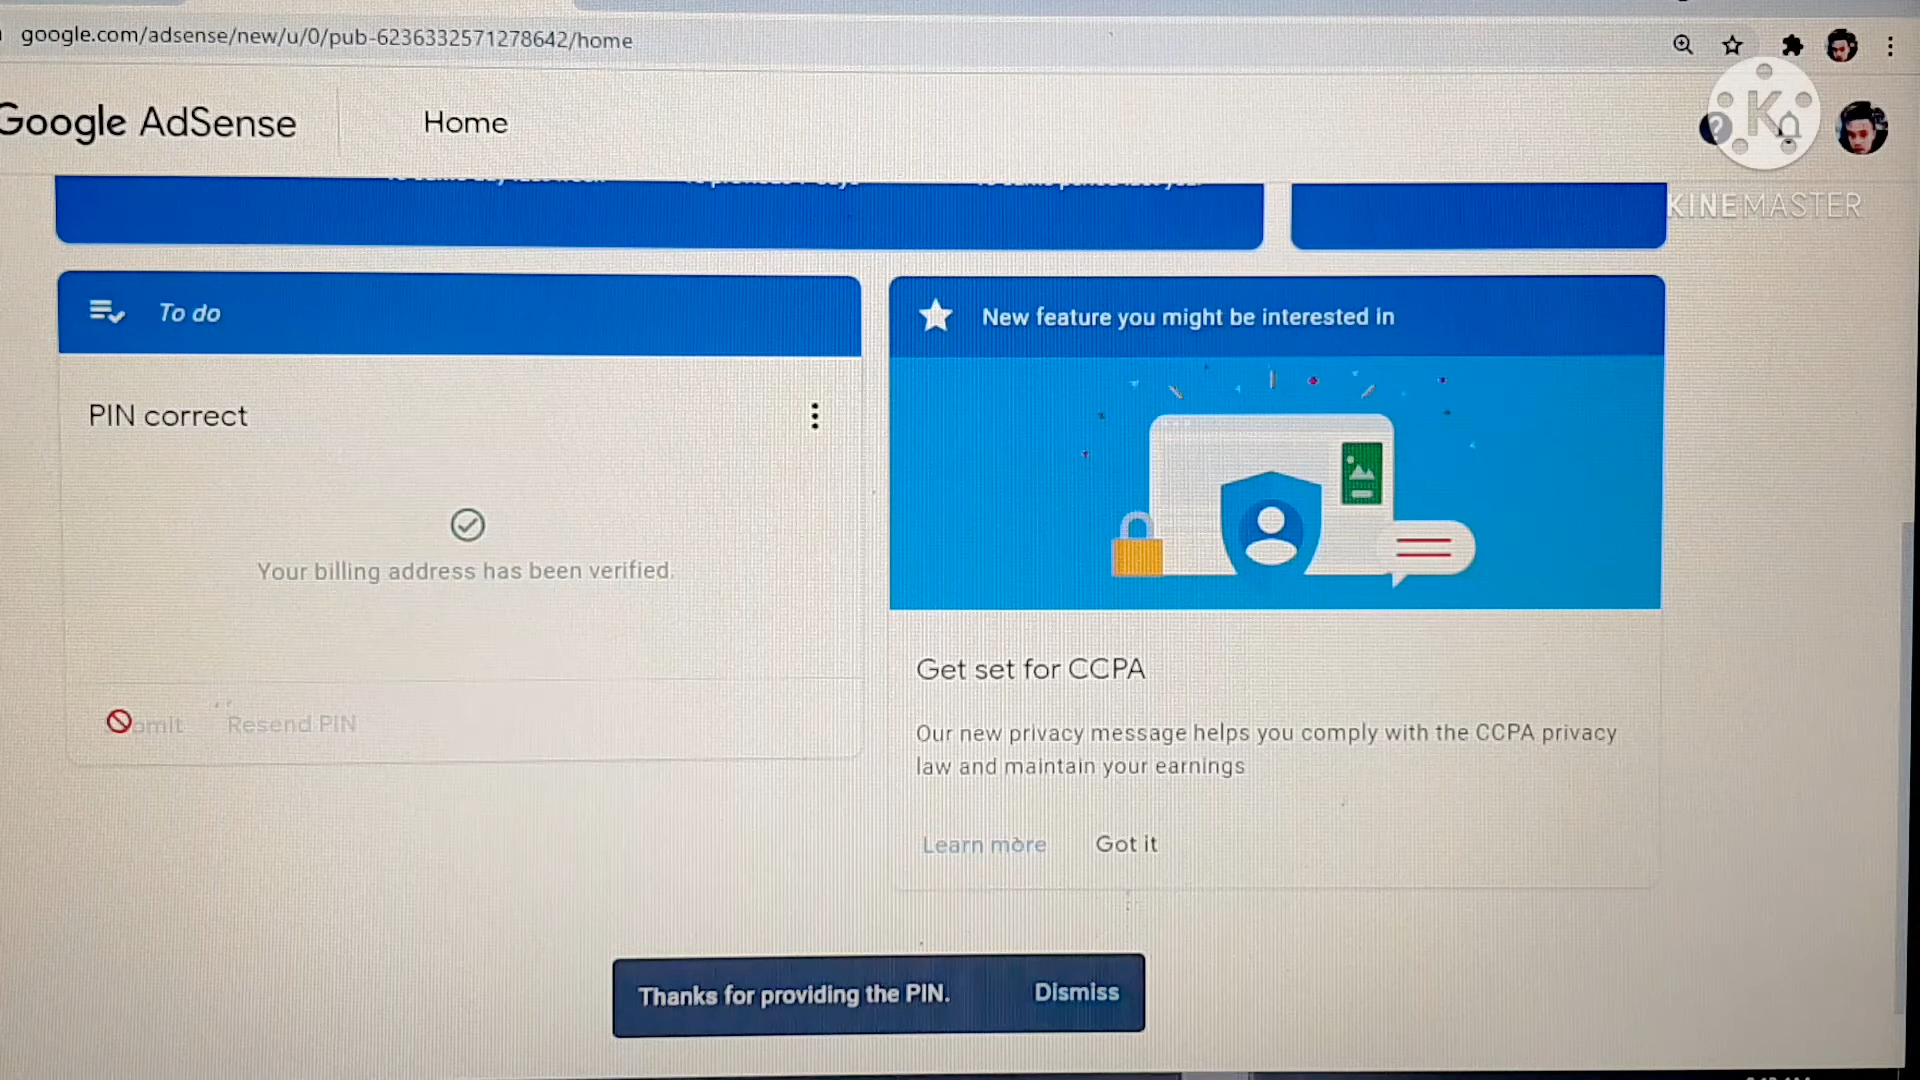 google.com/adsense/new/u/0/pub-6236332571278642/home
Google AdSense
Home
KINEMASTER
To do
New feature you might be interested in
PIN correct
Your billing address has been verified.
Resend PIN
Get set for CCPA
Our new privacy message helps you comply with the CCPA privacy
law and maintain your earnings
Learn more
Got it
Thanks for providing the PIN.
Dismiss